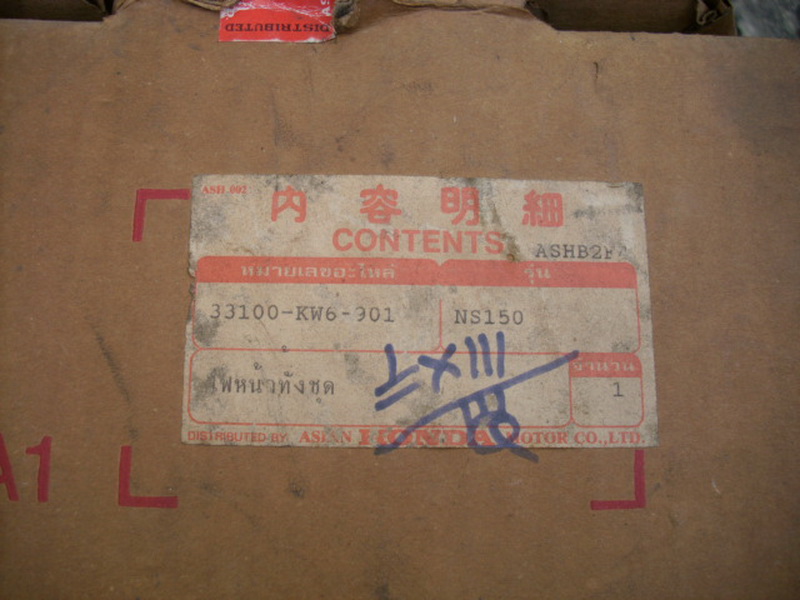 DISTRIBUTED
ASH 002
内容明細
CONTENTS ASHB2F
หมายเลขอะไหล่ รุ่น
33100-KW6-901 NS150
ไฟหน้าทั้งชุด
จำนวน
1
DISTRIBUTED BY ASIAN HONDA MOTOR CO.,LTD.
A1